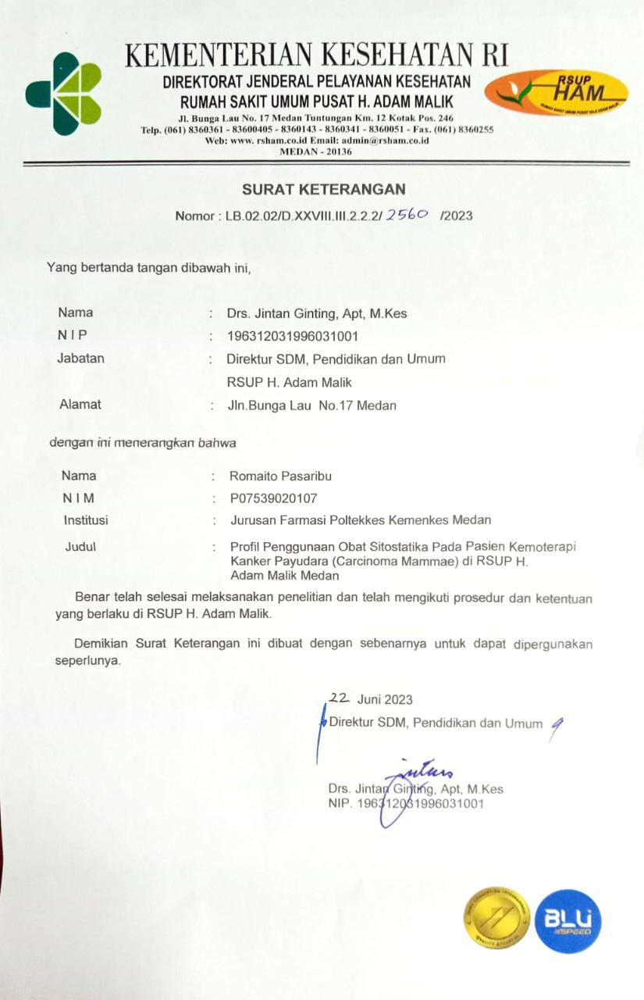 KEMENTERIAN KESEHATAN RI
DIREKTORAT JENDERAL PELAYANAN KESEHATAN
RUMAH SAKIT UMUM PUSAT H. ADAM MALIK
Jl. Bunga Lau No. 17 Medan Tuntungan Km. 12 Kotak Pos. 246
Telp. (061) 8360361 - 83600405 - 8360143 - 8360341 - 8360051 - Fax. (061) 8360255
Web: www. rsham.co.id Email: admin@rsham.co.id
MEDAN - 20136
RSUP
HAM
RUMAH SAKIT UMUM PUSAT HAJI ADAM MALIK
SURAT KETERANGAN
Nomor : LB.02.02/D.XXVIII.III.2.2.2/ 2560 /2023
Yang bertanda tangan dibawah ini,
Nama : Drs. Jintan Ginting, Apt, M.Kes
N I P : 196312031996031001
Jabatan : Direktur SDM, Pendidikan dan Umum
RSUP H. Adam Malik
Alamat : Jln.Bunga Lau No.17 Medan
dengan ini menerangkan bahwa
Nama : Romaito Pasaribu
N I M : P07539020107
Institusi : Jurusan Farmasi Poltekkes Kemenkes Medan
Judul : Profil Penggunaan Obat Sitostatika Pada Pasien Kemoterapi
Kanker Payudara (Carcinoma Mammae) di RSUP H.
Adam Malik Medan
Benar telah selesai melaksanakan penelitian dan telah mengikuti prosedur dan ketentuan
yang berlaku di RSUP H. Adam Malik.
Demikian Surat Keterangan ini dibuat dengan sebenarnya untuk dapat dipergunakan
seperlunya.
22 Juni 2023
Direktur SDM, Pendidikan dan Umum
Drs. Jintan Ginting, Apt, M.Kes
NIP. 196312031996031001
BLU
SPEED